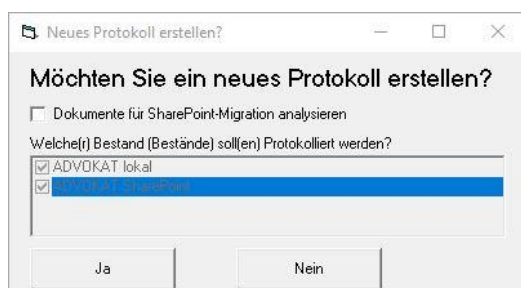 Neues Protokoll erstellen?
Möchten Sie ein neues Protokoll erstellen?
Dokumente für SharePoint-Migration analysieren
Welche(r) Bestand (Bestände) soll(en) Protokolliert werden?
ADVOKAT lokal
ADVOKAT SharePoint
Ja Nein